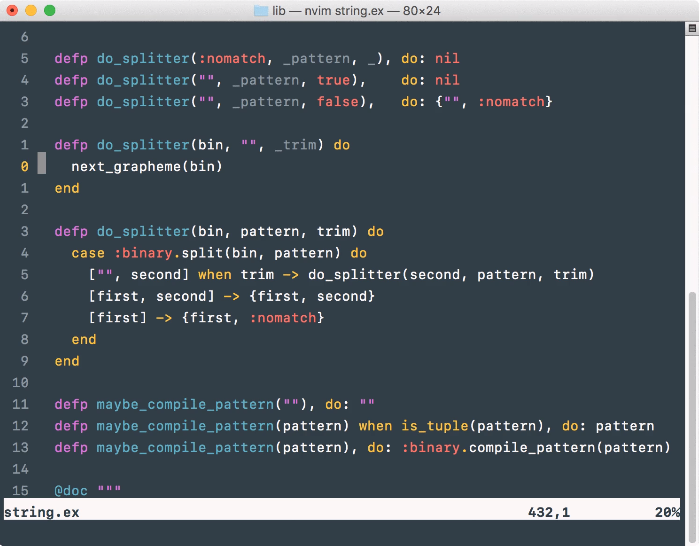 lib — nvim string.ex — 80×24
6
5 defp do_splitter(:nomatch, _pattern, _), do: nil
4 defp do_splitter("", _pattern, true), do: nil
3 defp do_splitter("", _pattern, false), do: {"", :nomatch}
2
1 defp do_splitter(bin, "", _trim) do
0 next_grapheme(bin)
1 end
2
3 defp do_splitter(bin, pattern, trim) do
4 case :binary.split(bin, pattern) do
5 ["", second] when trim -> do_splitter(second, pattern, trim)
6 [first, second] -> {first, second}
7 [first] -> {first, :nomatch}
8 end
9 end
10
11 defp maybe_compile_pattern(""), do: ""
12 defp maybe_compile_pattern(pattern) when is_tuple(pattern), do: pattern
13 defp maybe_compile_pattern(pattern), do: :binary.compile_pattern(pattern)
14
15 @doc """
string.ex 432,1 20%